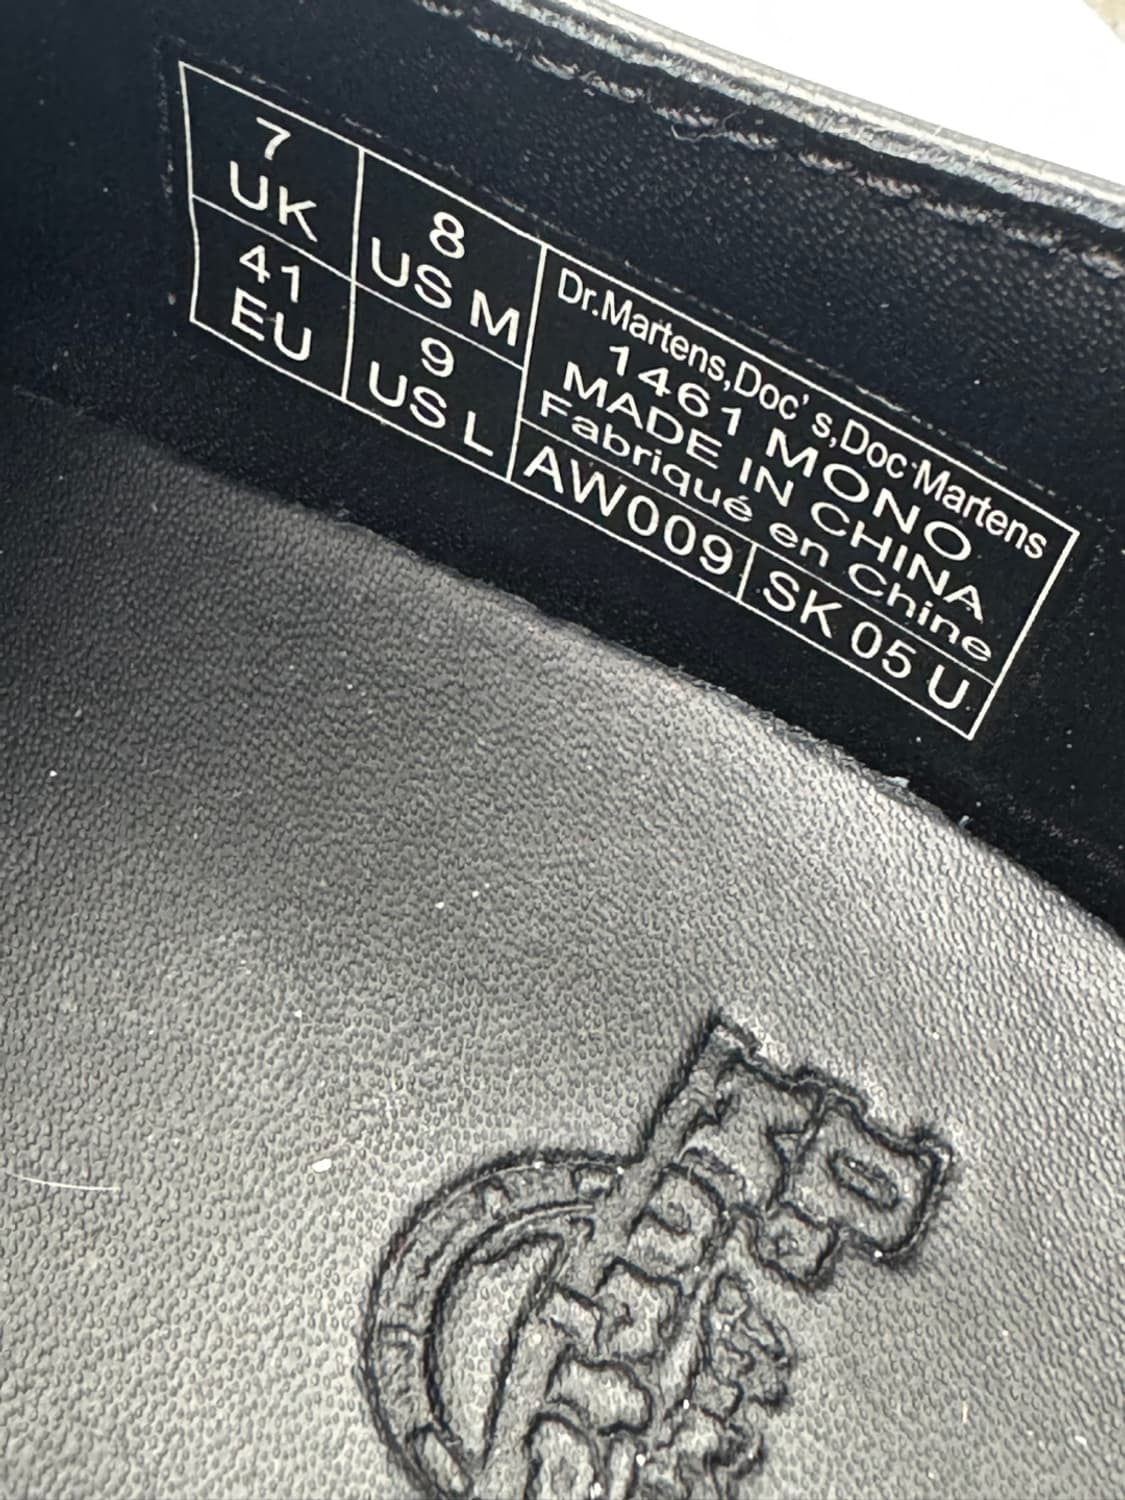 7
UK
8
US M
41
EU
9
US L
Dr.Martens,Doc's,Doc Martens
1461 MONO
MADE IN CHINA
Fabriqué en Chine
AW009
SK 05 U